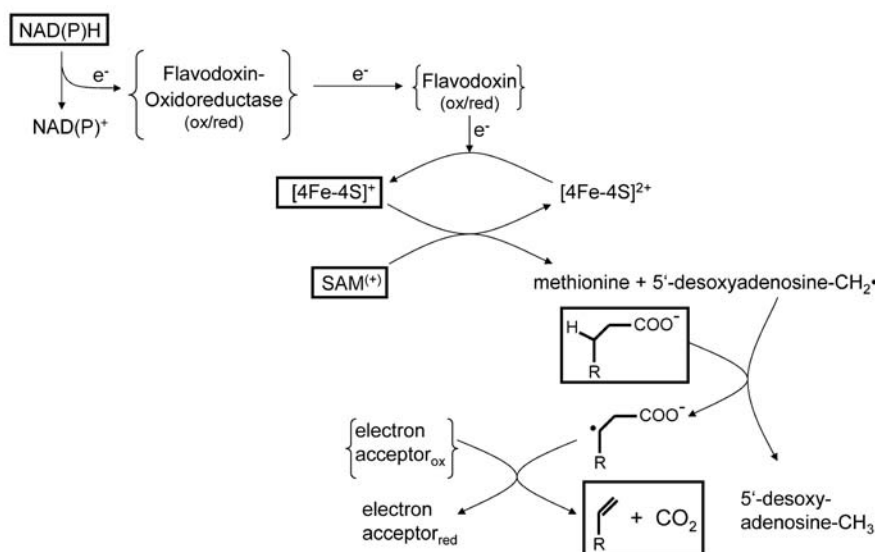 NAD(P)H
e-
Flavodoxin-
Oxidoreductase
(ox/red)
e-
Flavodoxin
(ox/red)
NAD(P)+
e-
[4Fe-4S]+
[4Fe-4S]2+
SAM(+)
methionine + 5‘-desoxyadenosine-CH2•
H
COO-
R
COO-
•
R
electron
acceptorox
electron
acceptorred
R
+ CO2
5‘-desoxy-
adenosine-CH3